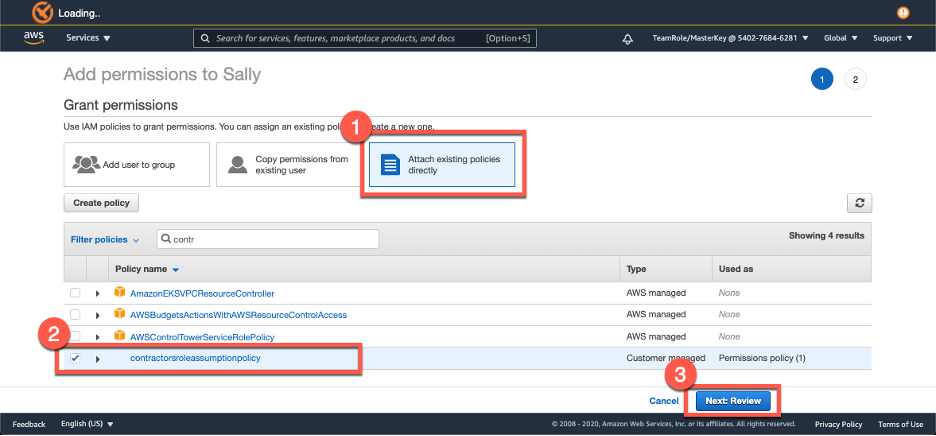 Loading..
aws
Services
Search for services, features, marketplace products, and docs [Option+S]
TeamRole/MasterKey @ 5402-7684-6281
Global
Support
Add permissions to Sally
1
2
Grant permissions
Use IAM policies to grant permissions. You can assign an existing poli
eate a new one.
1
Add user to group
Copy permissions from
existing user
Attach existing policies
directly
Create policy
Filter policies
contr
Showing 4 results
Policy name
Type
Used as
AmazonEKSVPCResourceController
AWS managed
None
AWSBudgetsActionsWithAWSResourceControlAccess
AWS managed
None
2
AWSControlTowerServiceRolePolicy
AWS managed
None
contractorsroleassumptionpolicy
Customer managed
Permissions policy (1)
3
Cancel
Next: Review
Feedback
English (US)
© 2008 - 2020, Amazon Web Services, Inc. or its affiliates. All rights reserved.
Privacy Policy
Terms of Use